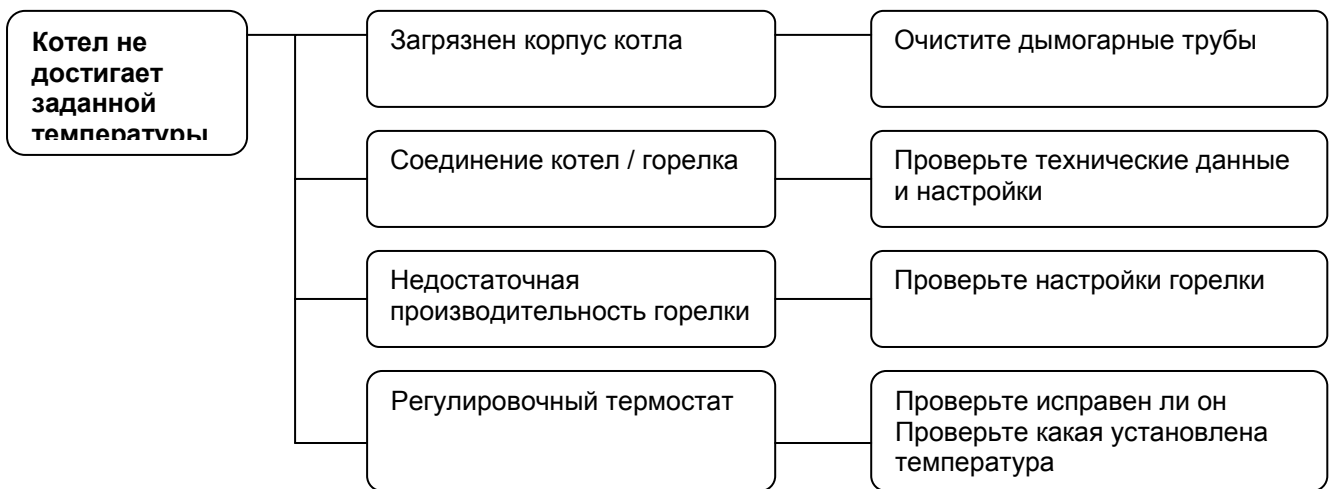 Котел не
достигает
заданной
температуры
Загрязнен корпус котла
Очистите дымогарные трубы
Соединение котел / горелка
Проверьте технические данные
и настройки
Недостаточная
производительность горелки
Проверьте настройки горелки
Регулировочный термостат
Проверьте исправен ли он
Проверьте какая установлена
температура